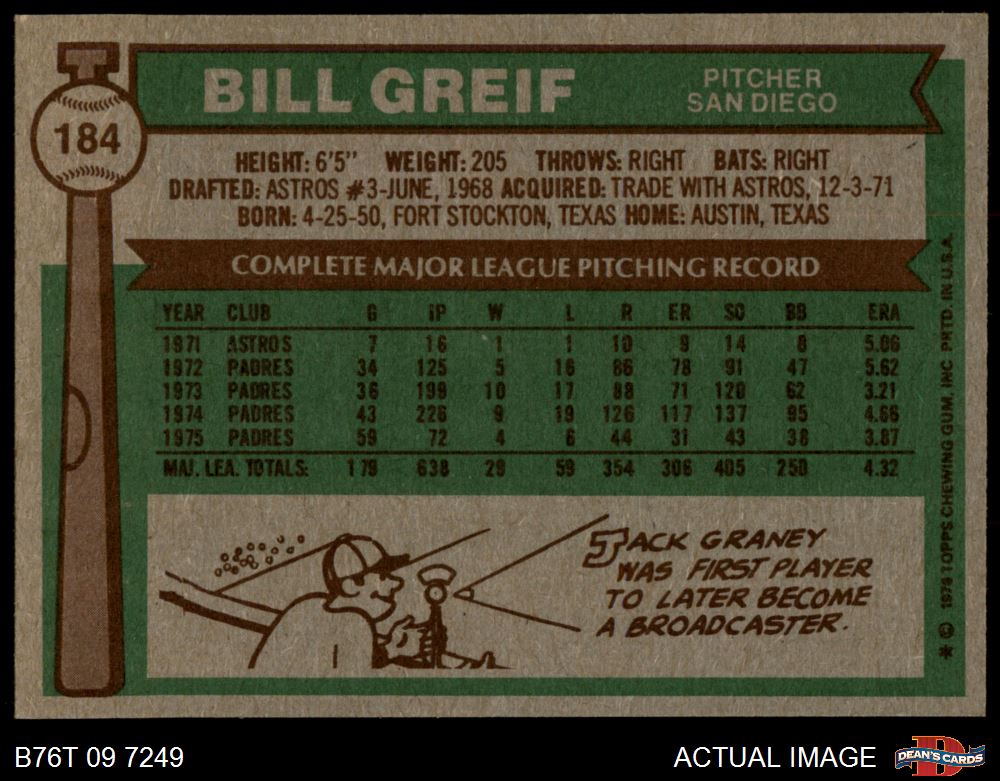 BILL GREIF
PITCHER
SAN DIEGO
184
HEIGHT: 6'5" WEIGHT: 205 THROWS: RIGHT BATS: RIGHT
DRAFTED: ASTROS #3-JUNE, 1968 ACQUIRED: TRADE WITH ASTROS, 12-3-71
BORN: 4-25-50, FORT STOCKTON, TEXAS HOME: AUSTIN, TEXAS
COMPLETE MAJOR LEAGUE PITCHING RECORD
YEAR CLUB G IP W L R ER SO BB ERA
1971 ASTROS 7 16 1 1 10 9 14 8 5.06
1972 PADRES 34 125 5 16 86 78 91 47 5.62
1973 PADRES 36 199 10 17 88 71 120 62 3.21
1974 PADRES 43 226 9 19 126 117 137 95 4.66
1975 PADRES 59 72 4 6 44 31 43 38 3.87
MAJ. LEA. TOTALS: 179 638 29 59 354 306 405 250 4.32
JACK GRANEY
WAS FIRST PLAYER
TO LATER BECOME
A BROADCASTER.
* © 1976 TOPPS CHEWING GUM, INC. PRTD. IN U.S.A.
B76T 09 7249
ACTUAL IMAGE
D
DEAN'S CARDS